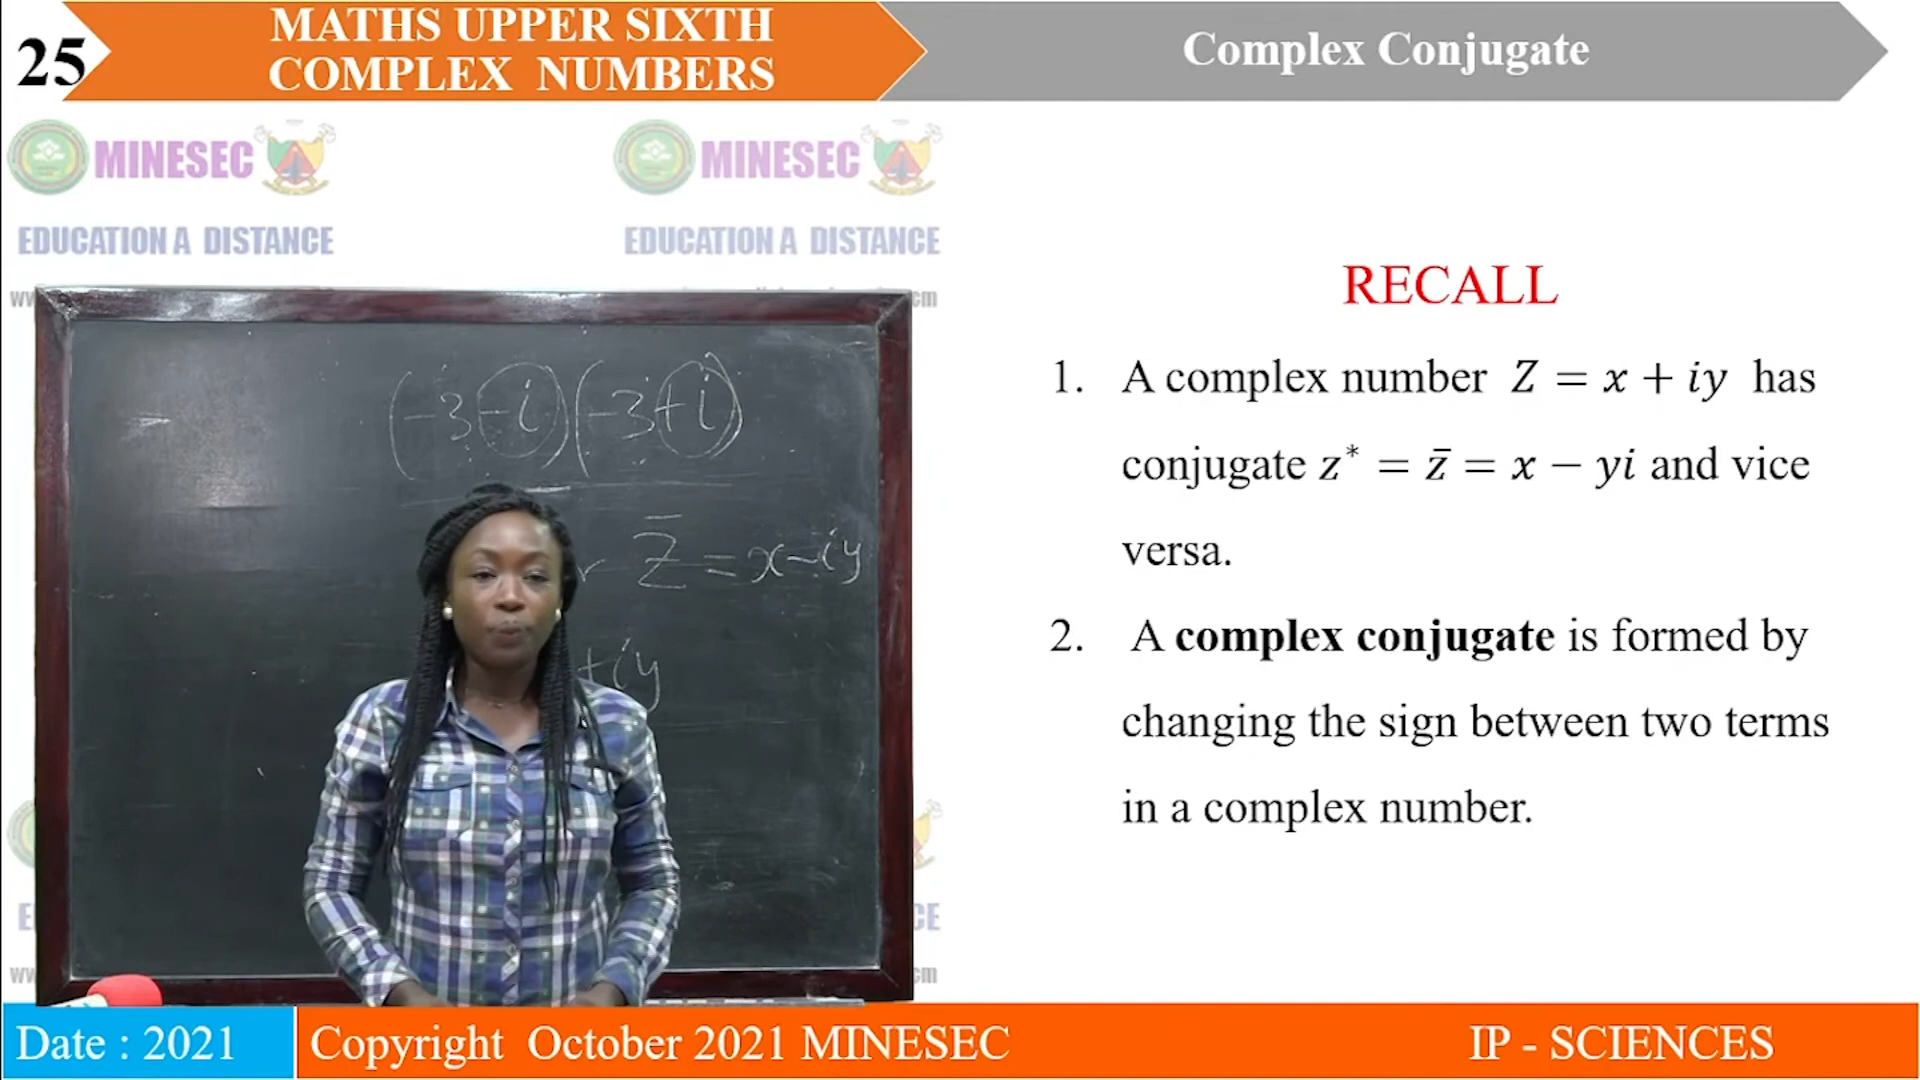 25
MATHS UPPER SIXTH
COMPLEX NUMBERS
Complex Conjugate
MINESEC
MINESEC
EDUCATION A DISTANCE
EDUCATION A DISTANCE
(-3-i)(-3+i)
Z̄ = x-iy
+iy
RECALL
1. A complex number Z = x + iy has
conjugate z* = z̄ = x − yi and vice
versa.
2. A complex conjugate is formed by
changing the sign between two terms
in a complex number.
Date : 2021
Copyright October 2021 MINESEC
IP - SCIENCES